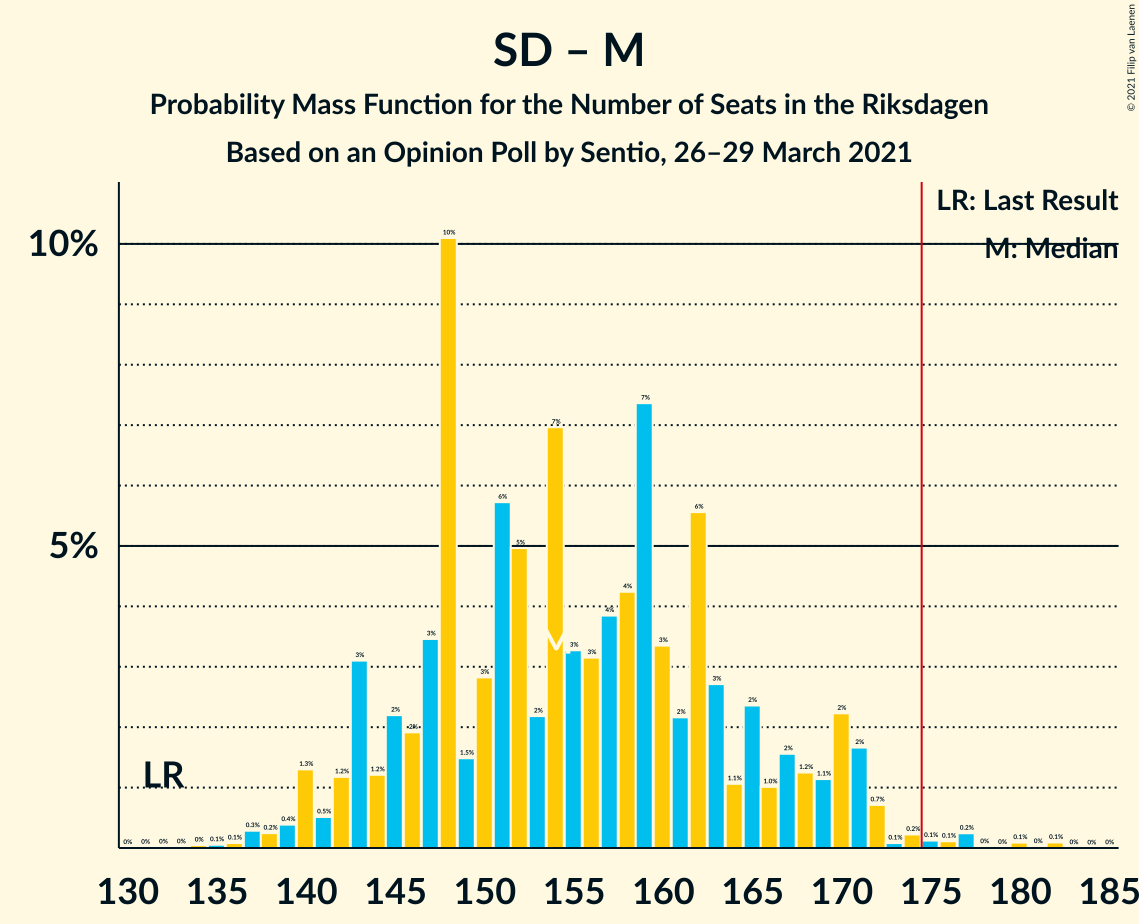 SD – M
Probability Mass Function for the Number of Seats in the Riksdagen
Based on an Opinion Poll by Sentio, 26–29 March 2021
© 2021 Filip van Laenen
LR: Last Result
M: Median
10%
5%
LR
M
0% 0% 0% 0% 0% 0.1% 0.1% 0.3% 0.2% 0.4% 1.3% 0.5% 1.2% 3% 1.2% 2% 2% 3% 10% 1.5% 3% 6% 5% 2% 7% 3% 3% 4% 4% 7% 3% 2% 6% 3% 1.1% 2% 1.0% 2% 1.2% 1.1% 2% 2% 0.7% 0.1% 0.2% 0.1% 0.1% 0.2% 0% 0% 0.1% 0% 0.1% 0% 0% 0%
130 135 140 145 150 155 160 165 170 175 180 185